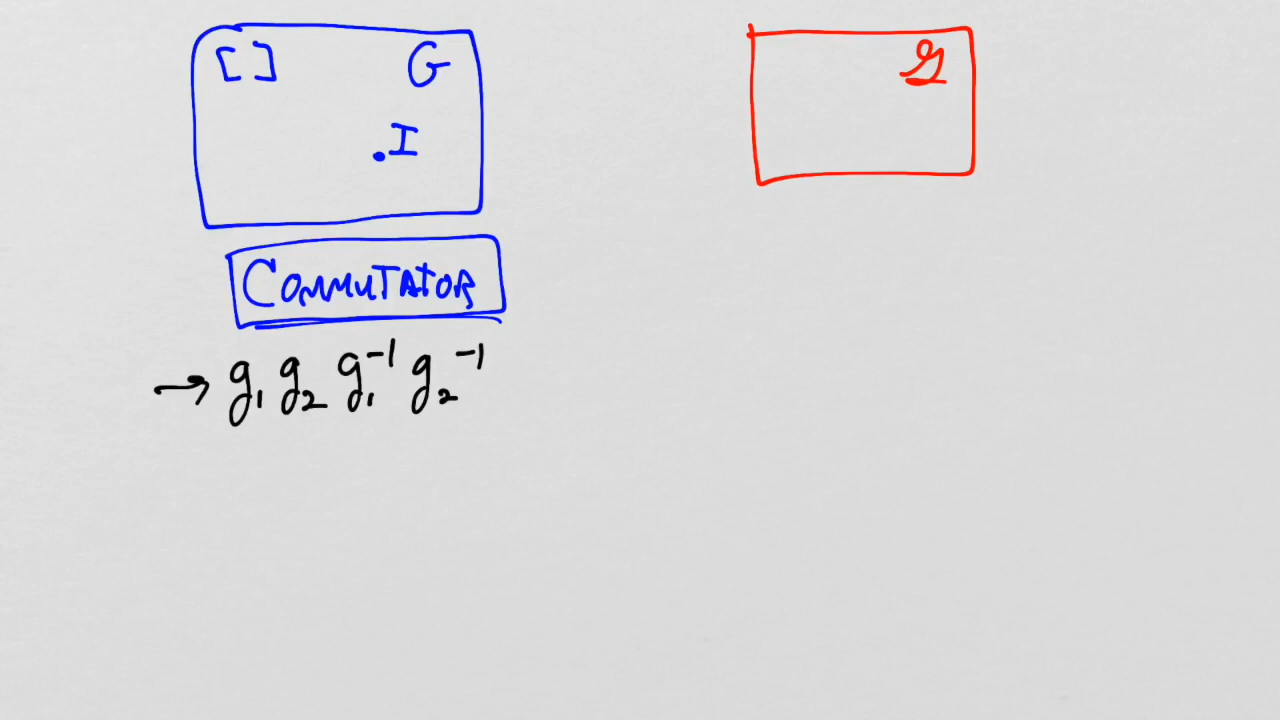 [ ] G
𝔤
.I
COMMUTATOR
→ g₁ g₂ g₁⁻¹ g₂⁻¹